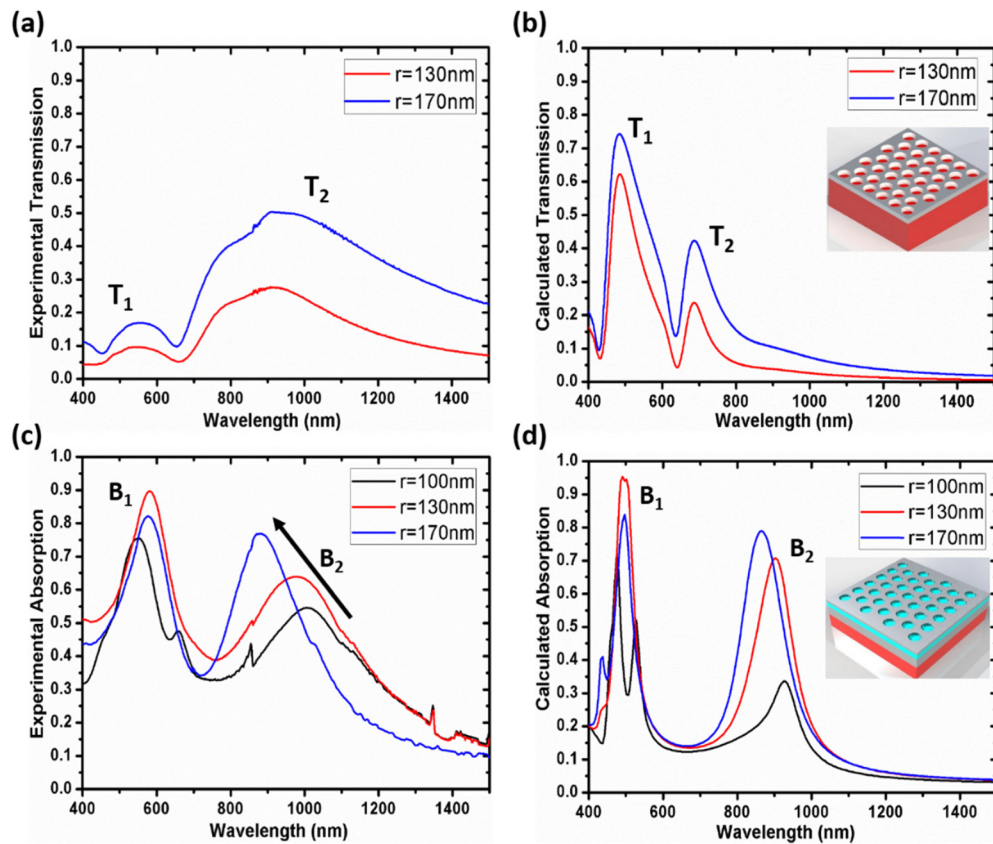 (a)
Experimental Transmission
1.0
0.9
0.8
0.7
0.6
0.5
0.4
0.3
0.2
0.1
0.0
r=130nm
r=170nm
T1
T2
400 600 800 1000 1200 1400
Wavelength (nm)
(b)
Calculated Transmission
1.0
0.9
0.8
0.7
0.6
0.5
0.4
0.3
0.2
0.1
0.0
r=130nm
r=170nm
T1
T2
400 600 800 1000 1200 1400
Wavelength (nm)
(c)
Experimental Absorption
1.0
0.9
0.8
0.7
0.6
0.5
0.4
0.3
0.2
0.1
0.0
r=100nm
r=130nm
r=170nm
B1
B2
400 600 800 1000 1200 1400
Wavelength (nm)
(d)
Calculated Absorption
1.0
0.9
0.8
0.7
0.6
0.5
0.4
0.3
0.2
0.1
0.0
r=100nm
r=130nm
r=170nm
B1
B2
400 600 800 1000 1200 1400
Wavelength (nm)